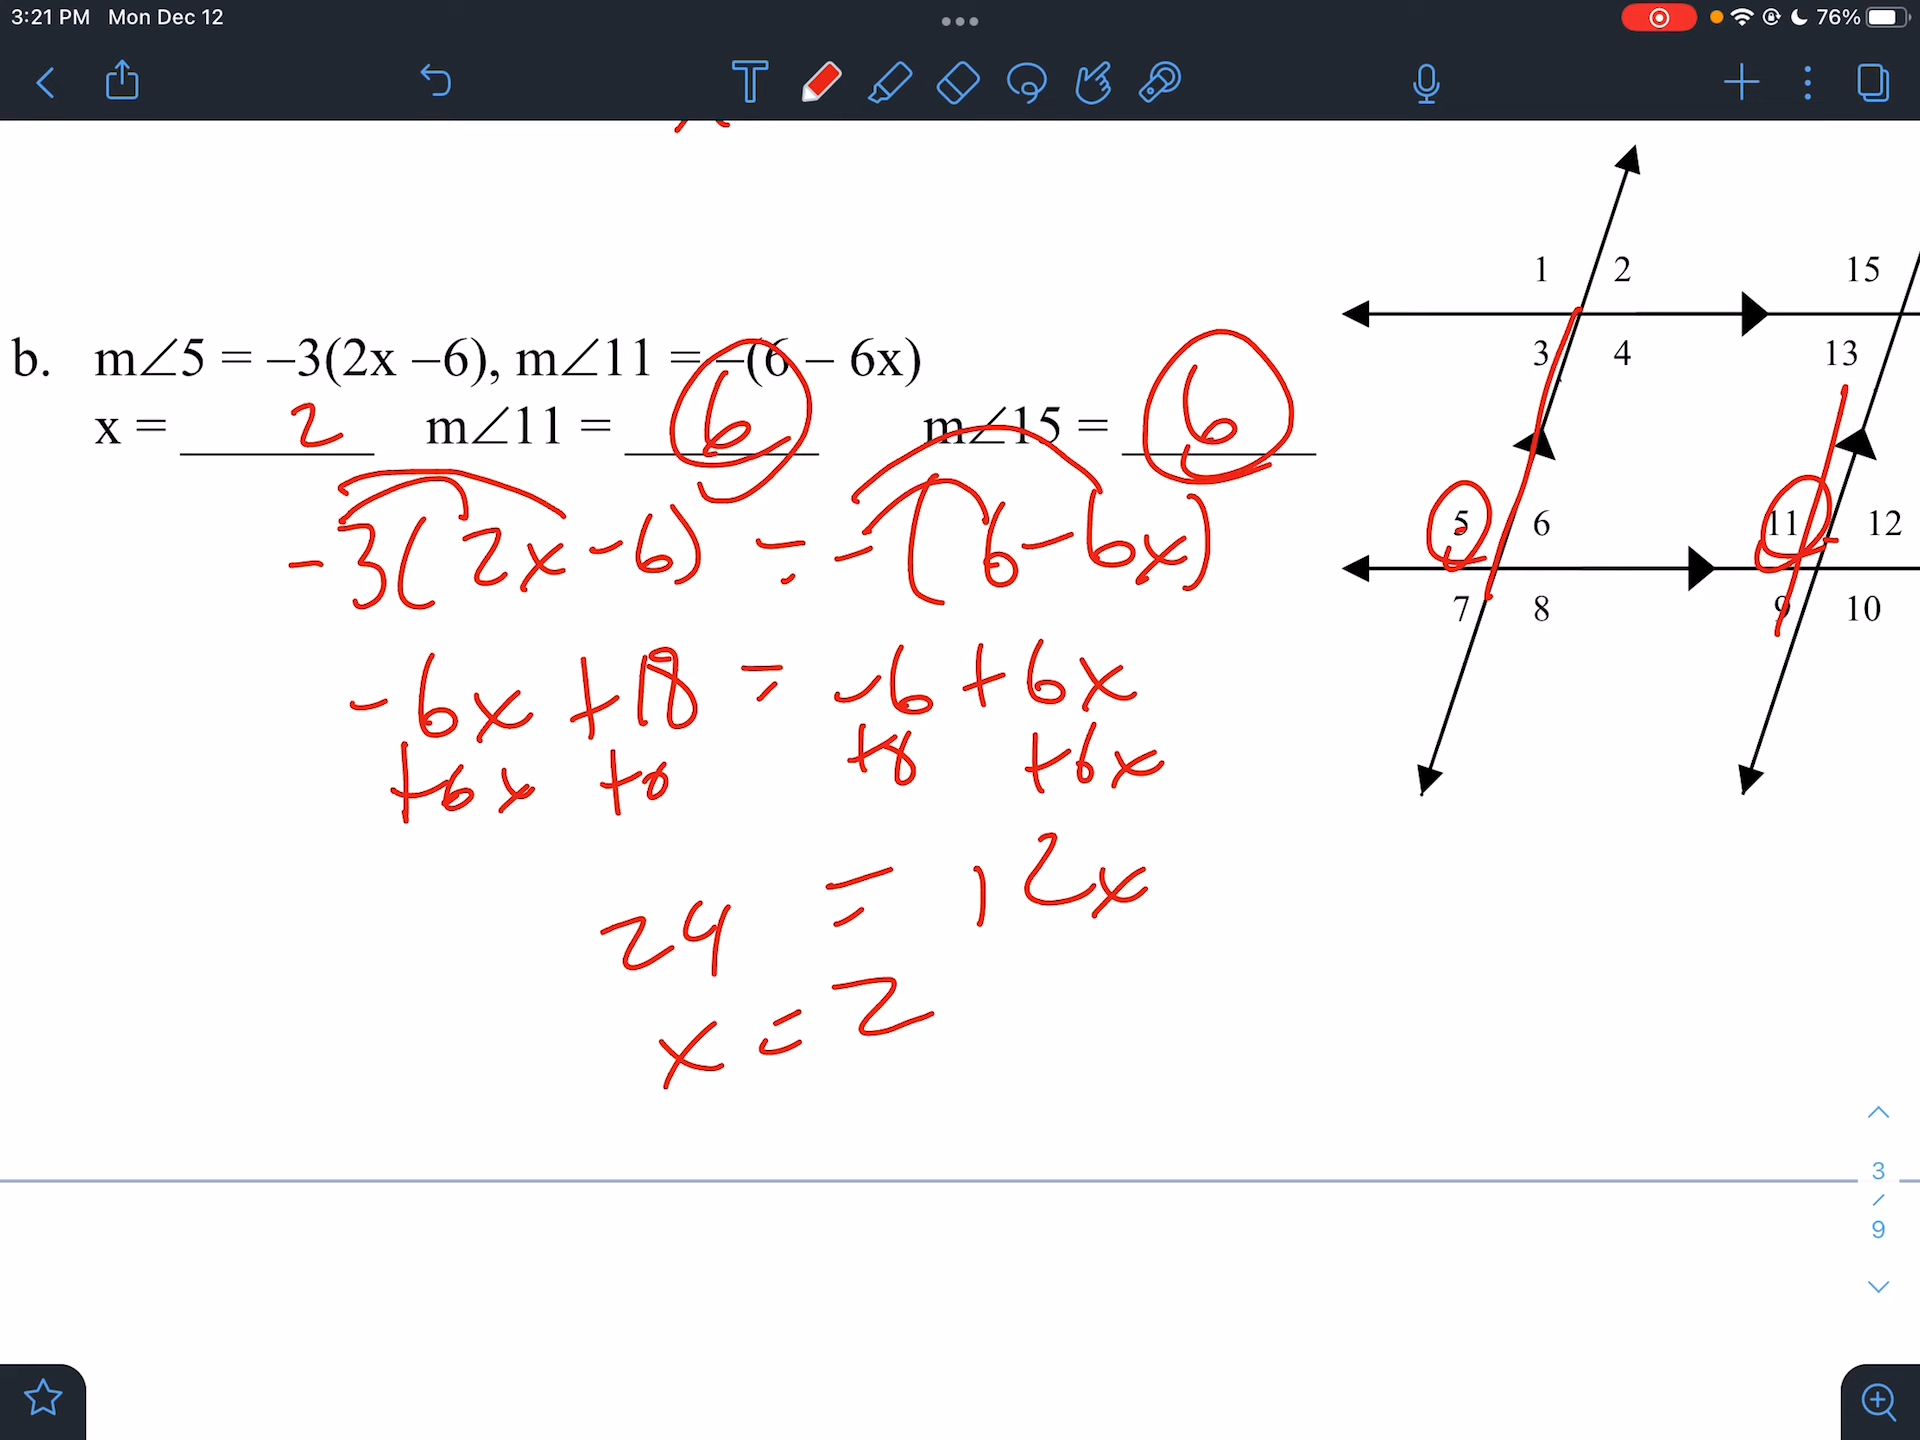 3:21 PM Mon Dec 12
76%
b. m∠5 = –3(2x –6), m∠11 = –(6 – 6x)
x = 2 m∠11 = 6 m∠15 = 6
-3(2x-6) = -(6-6x)
-6x +18 = -6 +6x
+6x +6 +6 +6x
24 = 12x
x = 2
1 2 15
3 4 13
5 6 11 12
7 8 9 10
3
/
9